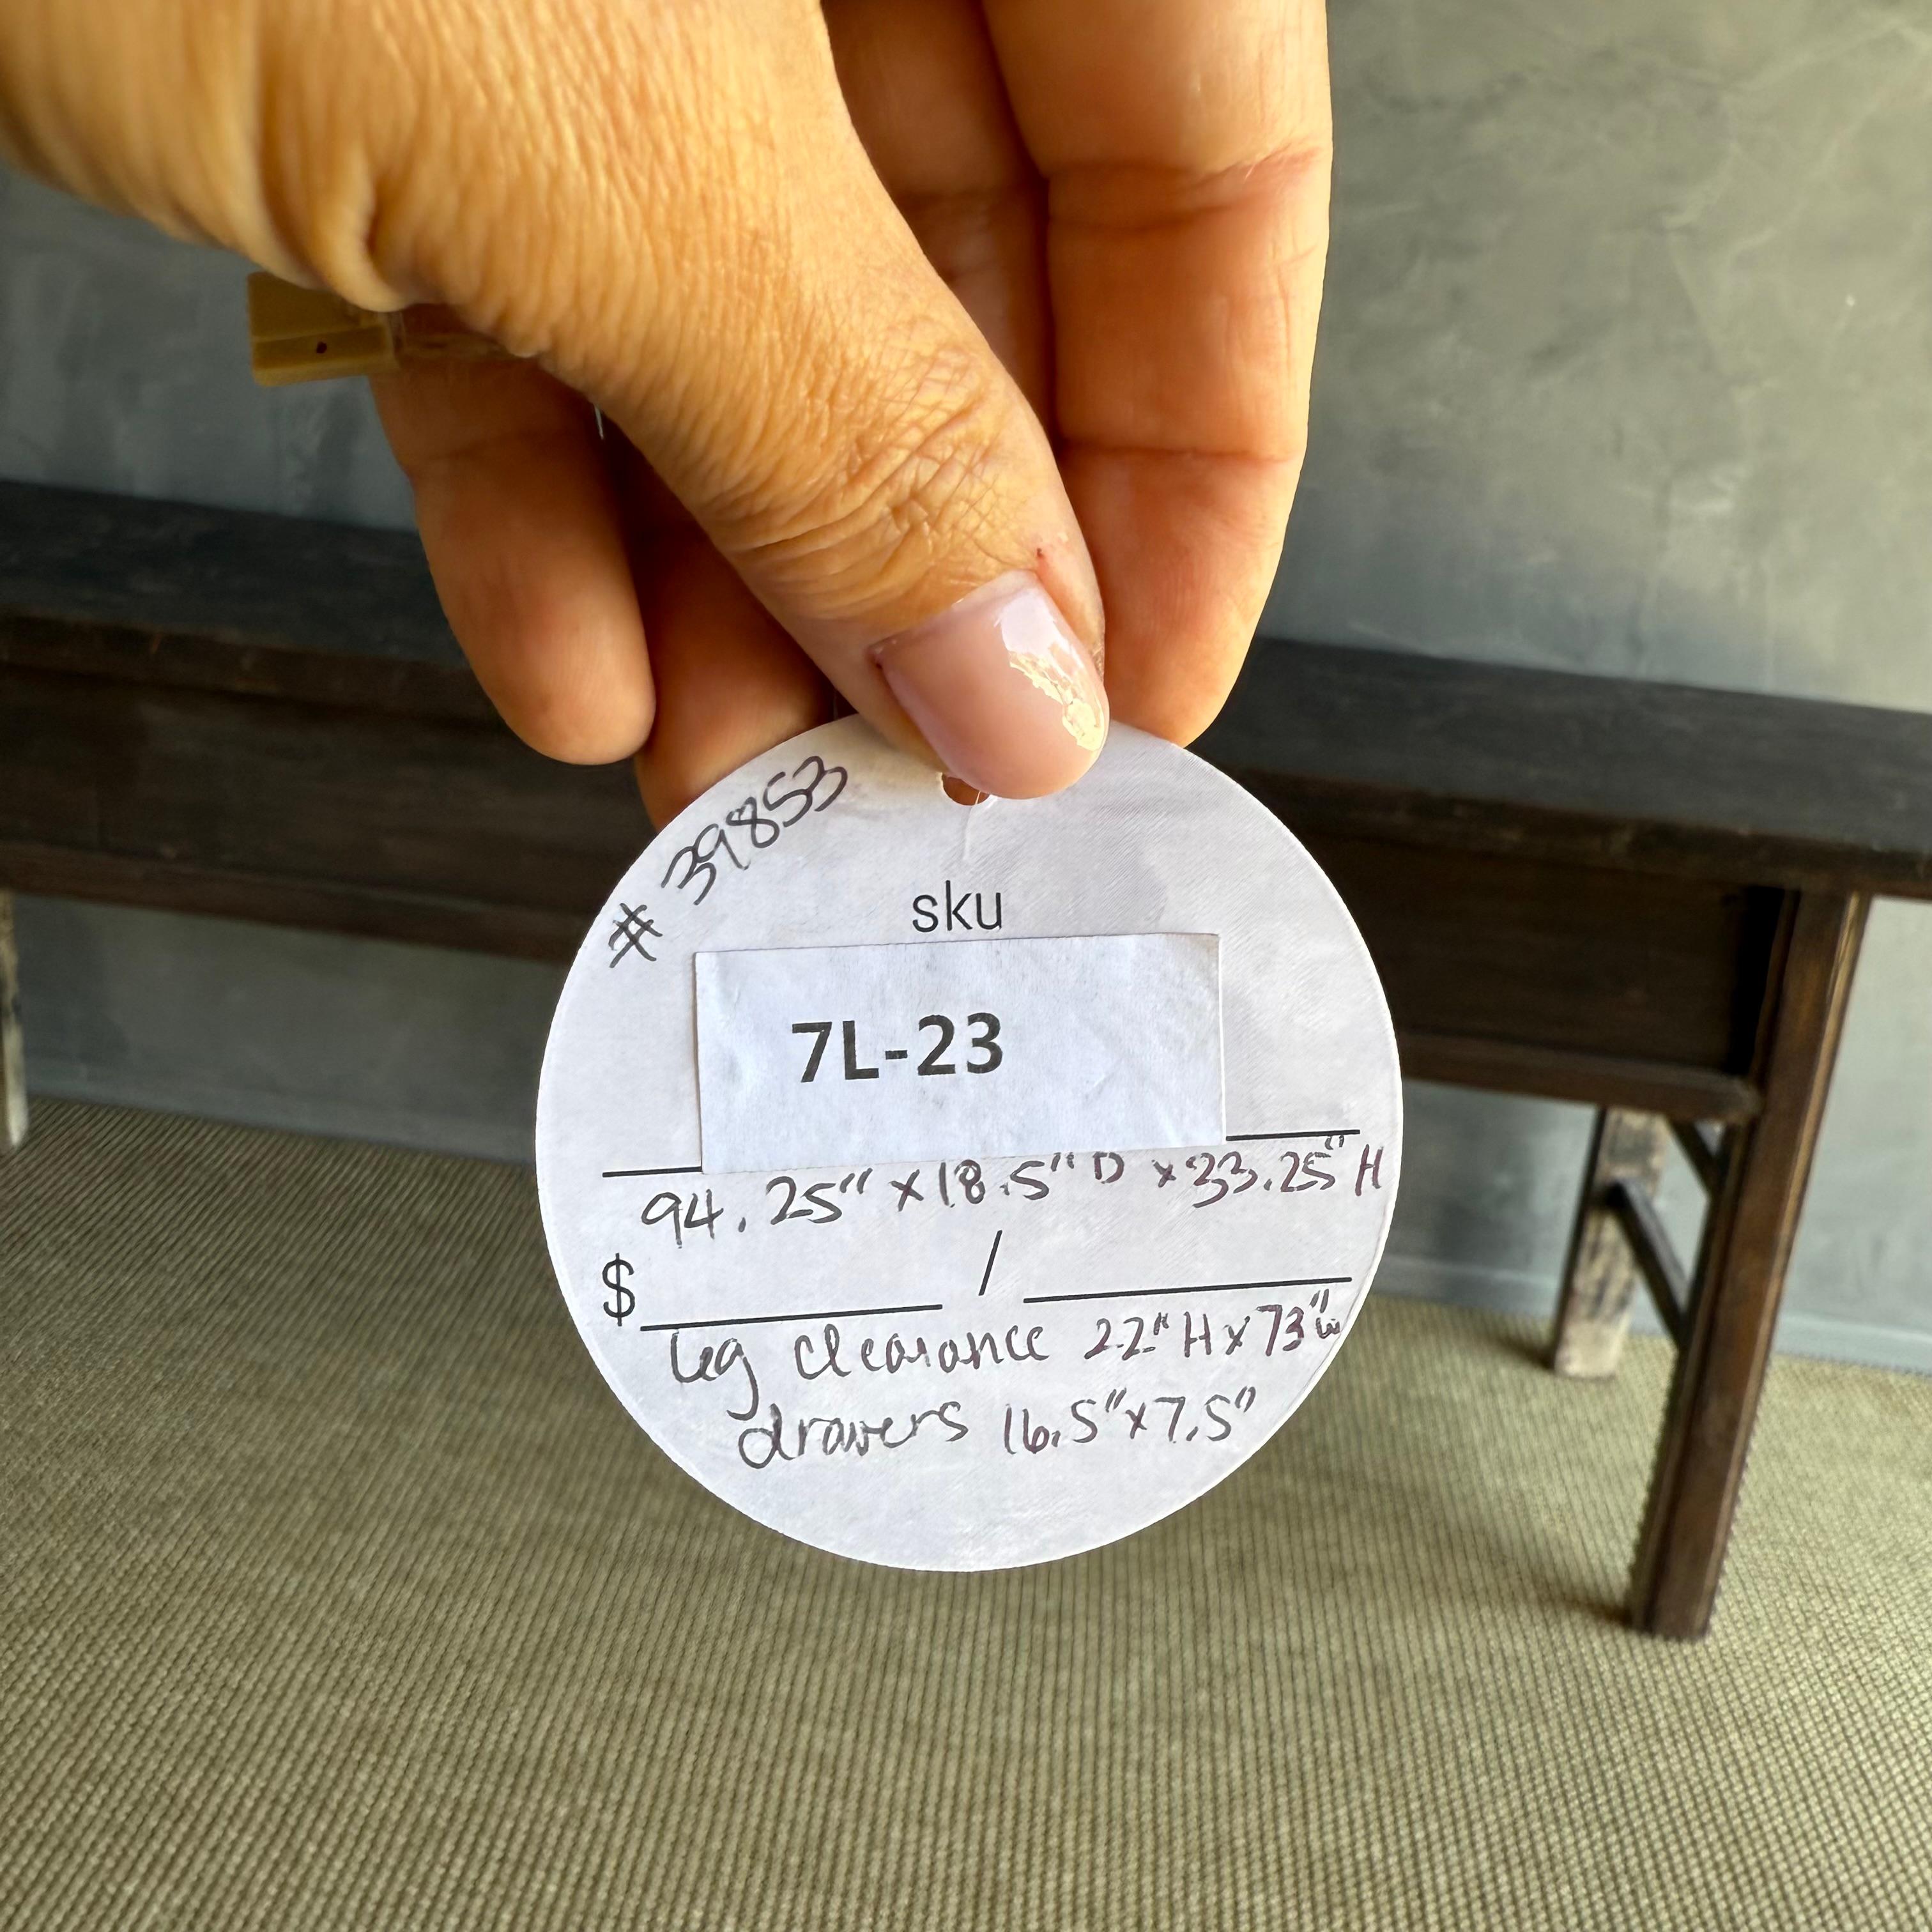 # 39853
sku
7L-23
94.25" x 18.5" D x 33.25" H
$ /
leg clearance 22" H x 73" w
drawers 16.5" x 7.5"